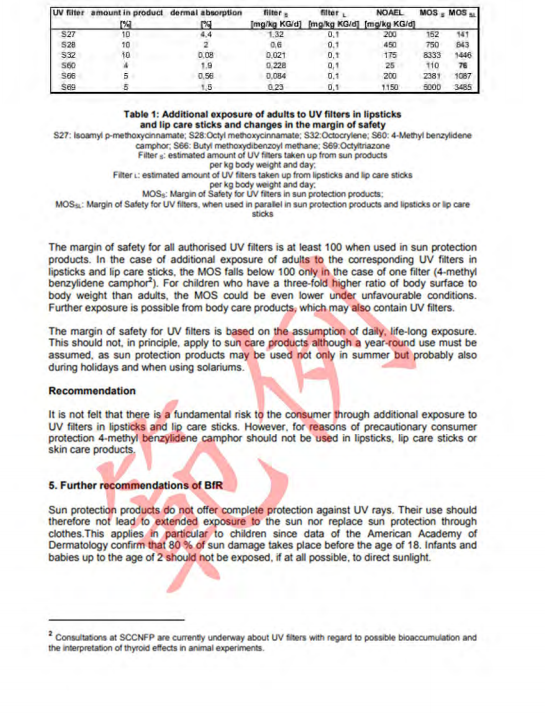 UV filter amount in product dermal absorption filter S filter L NOAEL MOS S MOS SL
[%] [%] [mg/kg KG/d] [mg/kg KG/d] [mg/kg KG/d]
S27 10 4,4 1,32 0,1 200 152 141
S28 10 2 0,6 0,1 450 750 643
S32 10 0,08 0,021 0,1 175 8333 1446
S60 4 1,9 0,228 0,1 25 110 76
S66 5 0,56 0,084 0,1 200 2381 1087
S69 5 1,5 0,23 0,1 1150 5000 3485
Table 1: Additional exposure of adults to UV filters in lipsticks
and lip care sticks and changes in the margin of safety
S27: Isoamyl p-methoxycinnamate; S28:Octyl methoxycinnamate; S32:Octocrylene; S60: 4-Methyl benzylidene
camphor; S66: Butyl methoxydibenzoyl methane; S69:Octyltriazone
Filter S: estimated amount of UV filters taken up from sun products
per kg body weight and day;
Filter L: estimated amount of UV filters taken up from lipsticks and lip care sticks
per kg body weight and day;
MOSS: Margin of Safety for UV filters in sun protection products;
MOSSL: Margin of Safety for UV filters, when used in parallel in sun protection products and lipsticks or lip care
sticks
The margin of safety for all authorised UV filters is at least 100 when used in sun protection
products. In the case of additional exposure of adults to the corresponding UV filters in
lipsticks and lip care sticks, the MOS falls below 100 only in the case of one filter (4-methyl
benzylidene camphor2). For children who have a three-fold higher ratio of body surface to
body weight than adults, the MOS could be even lower under unfavourable conditions.
Further exposure is possible from body care products, which may also contain UV filters.
The margin of safety for UV filters is based on the assumption of daily, life-long exposure.
This should not, in principle, apply to sun care products although a year-round use must be
assumed, as sun protection products may be used not only in summer but probably also
during holidays and when using solariums.
Recommendation
It is not felt that there is a fundamental risk to the consumer through additional exposure to
UV filters in lipsticks and lip care sticks. However, for reasons of precautionary consumer
protection 4-methyl benzylidene camphor should not be used in lipsticks, lip care sticks or
skin care products.
5. Further recommendations of BfR
Sun protection products do not offer complete protection against UV rays. Their use should
therefore not lead to extended exposure to the sun nor replace sun protection through
clothes.This applies in particular to children since data of the American Academy of
Dermatology confirm that 80 % of sun damage takes place before the age of 18. Infants and
babies up to the age of 2 should not be exposed, if at all possible, to direct sunlight.
2 Consultations at SCCNFP are currently underway about UV filters with regard to possible bioaccumulation and
the interpretation of thyroid effects in animal experiments.
範例